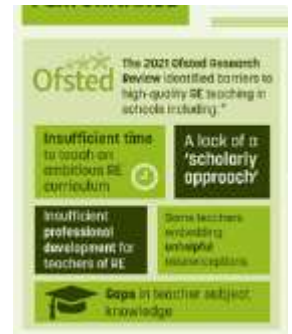 Ofsted
The 2021 Ofsted Research
Review identified barriers to
high-quality RE teaching in
schools including:
Insufficient time
to teach an
ambitious RE
curriculum
A lack of a
'scholarly
approach'
Insufficient
professional
development for
teachers of RE
Some teachers
embedding
unhelpful
misconceptions
Gaps in teacher subject
knowledge